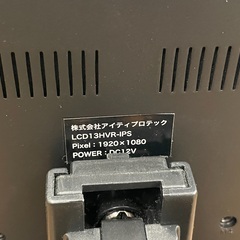 株式会社アイティプロテック
LCD13HVR-IPS
Pixel : 1920×1080
POWER : DC12V